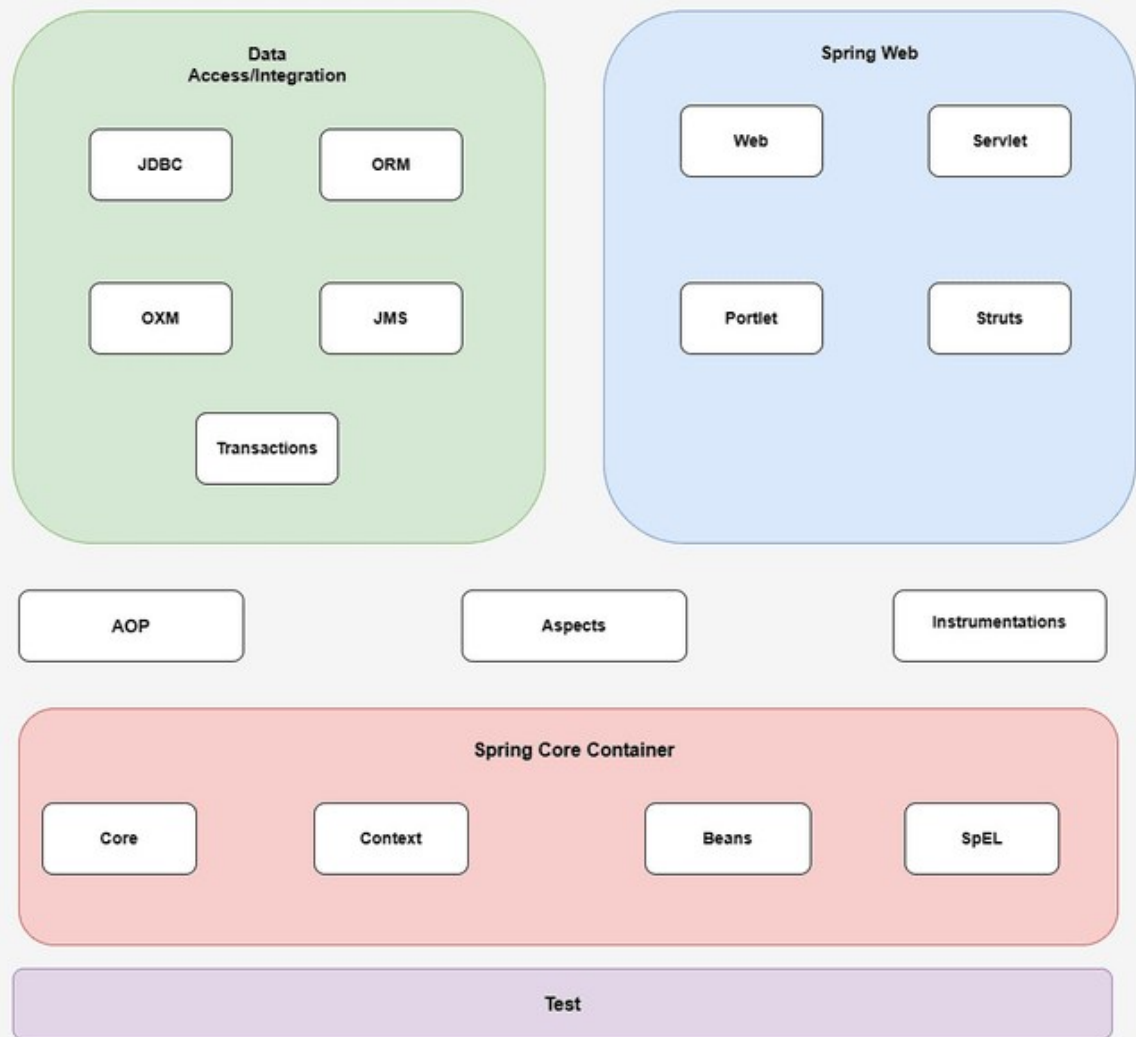 Data
Access/Integration
JDBC
ORM
OXM
JMS
Transactions
Spring Web
Web
Servlet
Portlet
Struts
AOP
Aspects
Instrumentations
Spring Core Container
Core
Context
Beans
SpEL
Test